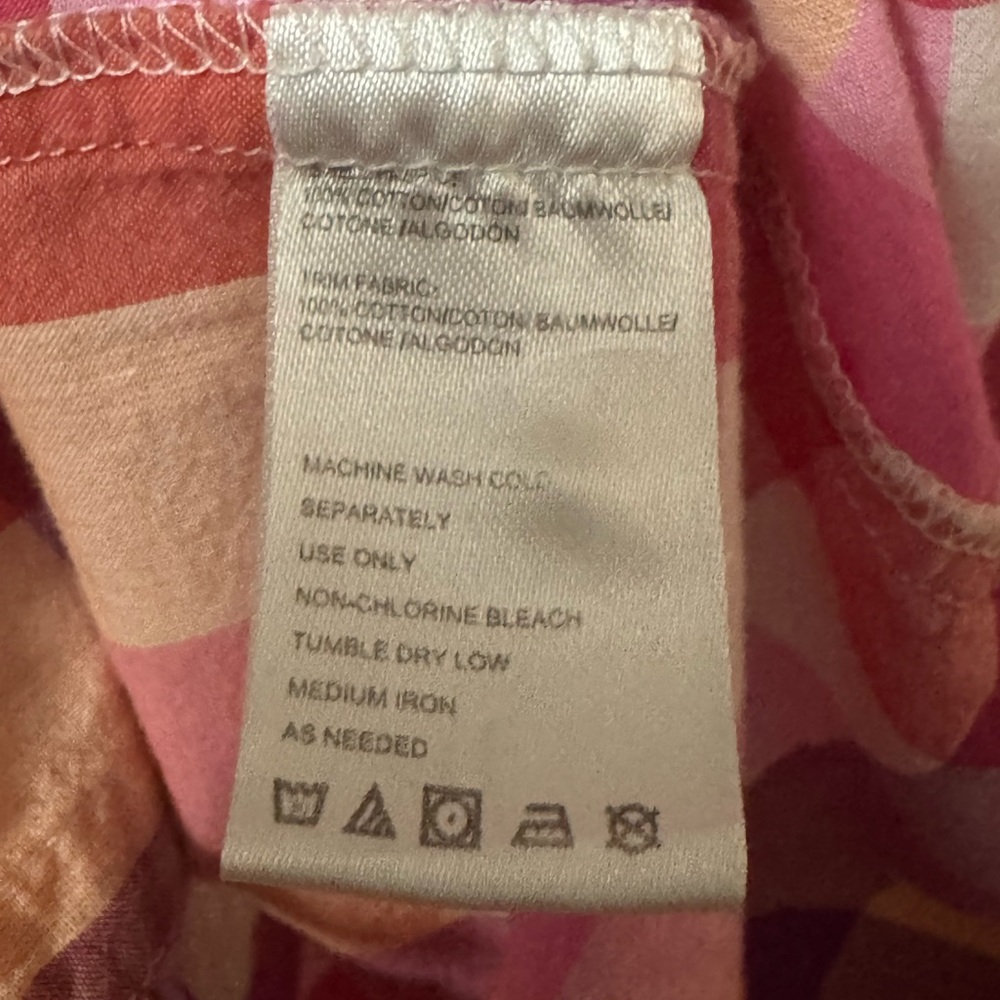 100% COTTON/COTON/ BAUMWOLLE/
COTONE /ALGODÓN
TRIM FABRIC:
100% COTTON/COTON/ BAUMWOLLE/
COTONE /ALGODÓN
MACHINE WASH COLD
SEPARATELY
USE ONLY
NON-CHLORINE BLEACH
TUMBLE DRY LOW
MEDIUM IRON
AS NEEDED